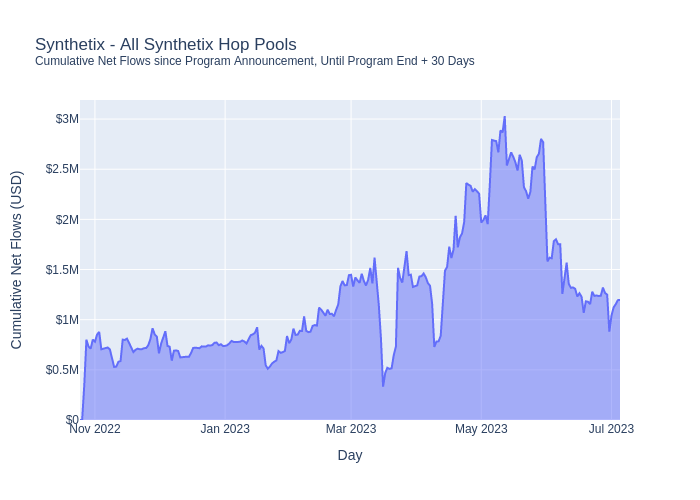 Synthetix - All Synthetix Hop Pools
Cumulative Net Flows since Program Announcement, Until Program End + 30 Days
Cumulative Net Flows (USD)
$3M
$2.5M
$2M
$1.5M
$1M
$0.5M
$0
Nov 2022 Jan 2023 Mar 2023 May 2023 Jul 2023
Day